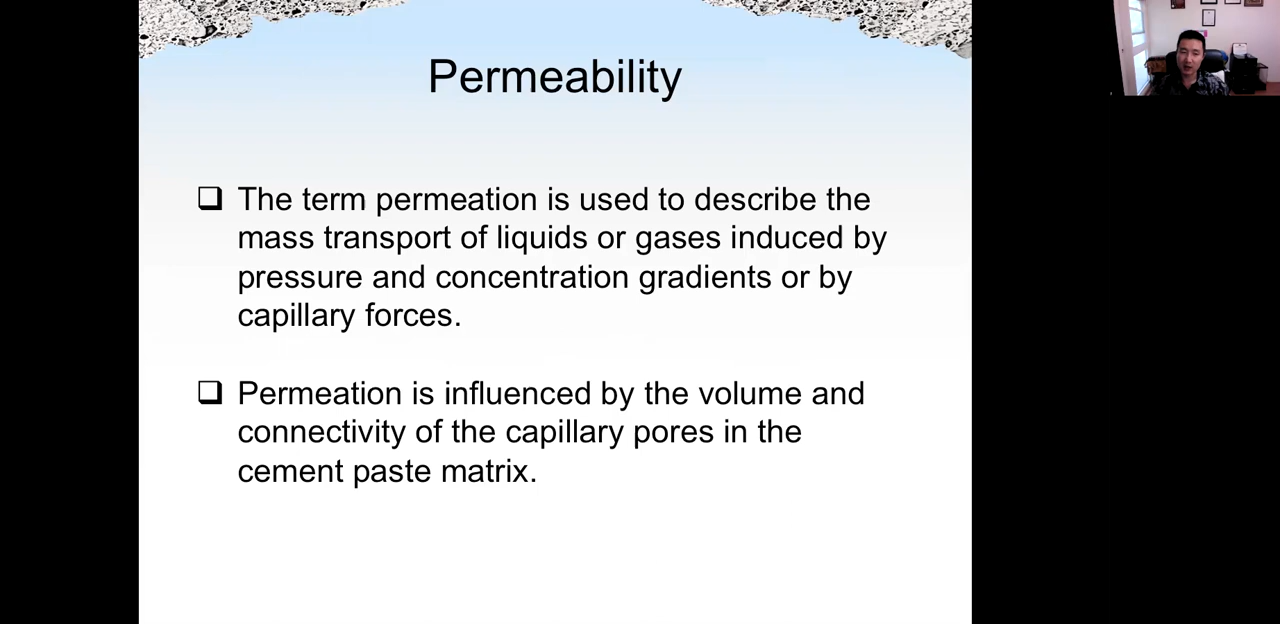 Permeability
❑ The term permeation is used to describe the
mass transport of liquids or gases induced by
pressure and concentration gradients or by
capillary forces.
❑ Permeation is influenced by the volume and
connectivity of the capillary pores in the
cement paste matrix.